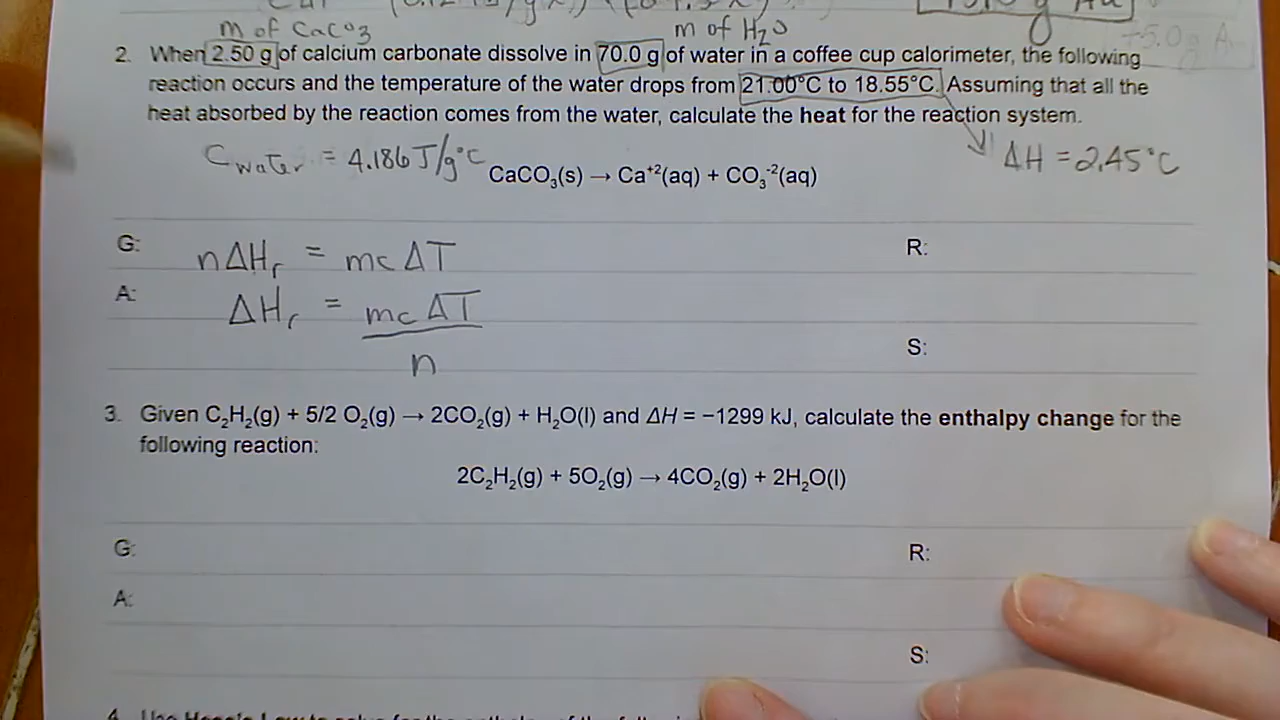 m of CaCO3 m of H2O
2. When 2.50 g of calcium carbonate dissolve in 70.0 g of water in a coffee cup calorimeter, the following
reaction occurs and the temperature of the water drops from 21.00°C to 18.55°C. Assuming that all the
heat absorbed by the reaction comes from the water, calculate the heat for the reaction system.
Cwater = 4.186 J/g°C
CaCO₃(s) → Ca⁺²(aq) + CO₃⁻²(aq)
ΔH = 2.45°C
G: nΔHr = mcΔT R:
A: ΔHr = mcΔT
n
S:
3. Given C₂H₂(g) + 5/2 O₂(g) → 2CO₂(g) + H₂O(l) and ΔH = −1299 kJ, calculate the enthalpy change for the
following reaction:
2C₂H₂(g) + 5O₂(g) → 4CO₂(g) + 2H₂O(l)
G: R:
A:
S: